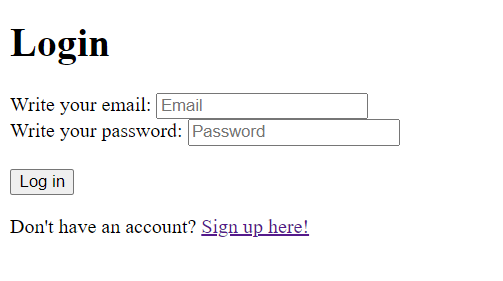 Login
Write your email: Email
Write your password: Password
Log in
Don't have an account? Sign up here!